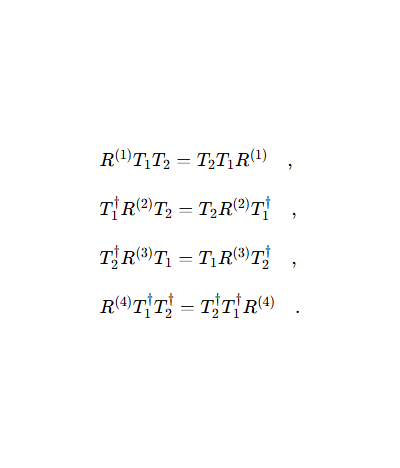 R^{(1)}T_1T_2 = T_2T_1R^{(1)} ,
T_1^†R^{(2)}T_2 = T_2R^{(2)}T_1^† ,
T_2^†R^{(3)}T_1 = T_1R^{(3)}T_2^† ,
R^{(4)}T_1^†T_2^† = T_2^†T_1^†R^{(4)} .